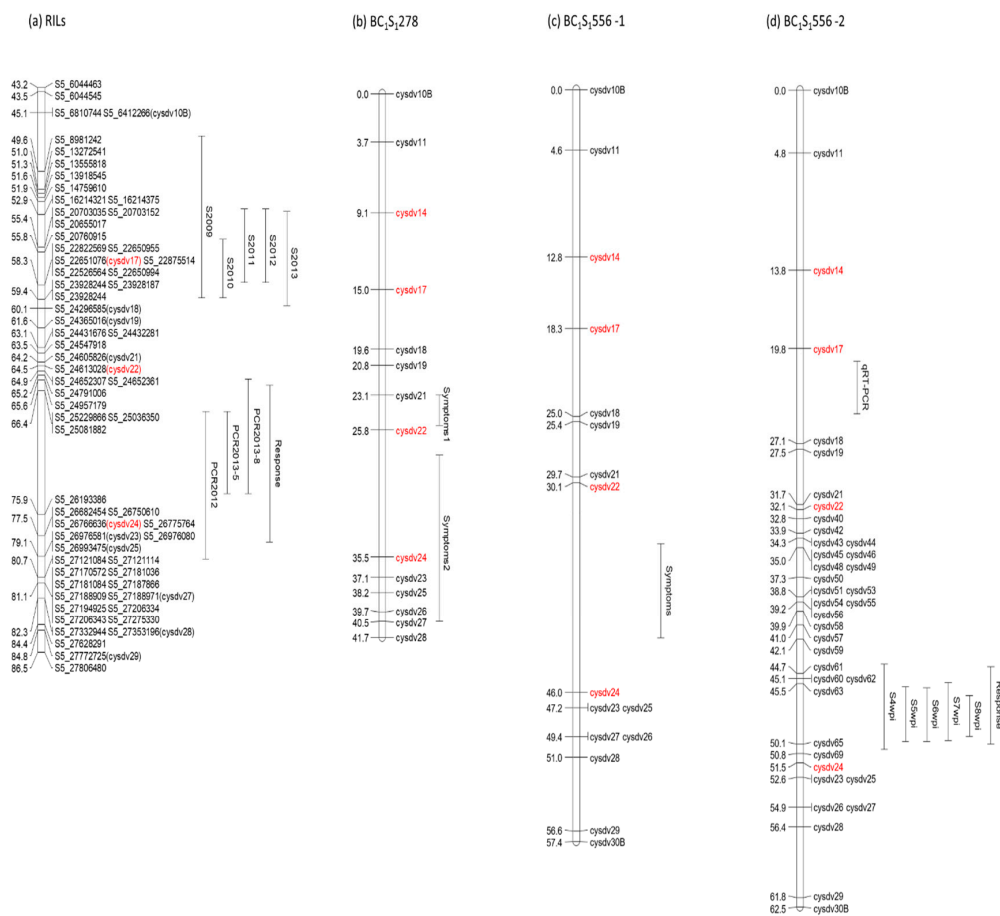 (a) RILs
43.2 S5_6044463
43.5 S5_6044545
45.1 S5_6810744 S5_6412266(cysdv10B)
49.6 S5_8981242
51.0 S5_13272541
51.3 S5_13555818
51.6 S5_13918545
51.9 S5_14759610
52.9 S5_16214321 S5_16214375
55.4 S5_20703035 S5_20703152
S5_20655017
55.8 S5_20760915
S5_22822569 S5_22650955
58.3 S5_22651076(cysdv17) S5_22875514
S5_22526564 S5_22650994
59.4 S5_23928244 S5_23928187
S5_23928244
60.1 S5_24296585(cysdv18)
61.6 S5_24365016(cysdv19)
63.1 S5_24431676 S5_24432281
63.5 S5_24547918
64.2 S5_24605826(cysdv21)
64.5 S5_24613028(cysdv22)
64.9 S5_24652307 S5_24652361
65.2 S5_24791006
65.6 S5_24957179
66.4 S5_25229866 S5_25036350
S5_25081882
75.9 S5_26193386
77.5 S5_26682454 S5_26750610
S5_26766636(cysdv24) S5_26775764
79.1 S5_26976581(cysdv23) S5_26976080
S5_26993475(cysdv25)
80.7 S5_27121084 S5_27121114
S5_27170572 S5_27181036
S5_27181084 S5_27187866
81.1 S5_27188909 S5_27188971(cysdv27)
S5_27194925 S5_27206334
S5_27206343 S5_27275330
82.3 S5_27332944 S5_27353196(cysdv28)
84.4 S5_27628291
84.8 S5_27772725(cysdv29)
86.5 S5_27806480
S2009
S2010
S2011
S2012
S2013
PCR2012
PCR2013-5
PCR2013-8
Response
(b) BC1S1278
0.0 cysdv10B
3.7 cysdv11
9.1 cysdv14
15.0 cysdv17
19.6 cysdv18
20.8 cysdv19
23.1 cysdv21
25.8 cysdv22
35.5 cysdv24
37.1 cysdv23
38.2 cysdv25
39.7 cysdv26
40.5 cysdv27
41.7 cysdv28
Symptoms1
Symptoms2
(c) BC1S1556 -1
0.0 cysdv10B
4.6 cysdv11
12.8 cysdv14
18.3 cysdv17
25.0 cysdv18
25.4 cysdv19
29.7 cysdv21
30.1 cysdv22
46.0 cysdv24
47.2 cysdv23 cysdv25
49.4 cysdv27 cysdv26
51.0 cysdv28
56.6 cysdv29
57.4 cysdv30B
Symptoms
(d) BC1S1556 -2
0.0 cysdv10B
4.8 cysdv11
13.8 cysdv14
19.8 cysdv17
27.1 cysdv18
27.5 cysdv19
31.7 cysdv21
32.1 cysdv22
32.8 cysdv40
33.9 cysdv42
34.3 cysdv43 cysdv44
35.0 cysdv45 cysdv46
cysdv48 cysdv49
37.3 cysdv50
38.8 cysdv51 cysdv53
39.2 cysdv54 cysdv55
cysdv56
39.9 cysdv58
41.0 cysdv57
42.1 cysdv59
44.7 cysdv61
45.1 cysdv60 cysdv62
45.5 cysdv63
50.1 cysdv65
50.8 cysdv69
51.5 cysdv24
52.6 cysdv23 cysdv25
54.9 cysdv26 cysdv27
56.4 cysdv28
61.8 cysdv29
62.5 cysdv30B
qRT-PCR
S4wpi
S5wpi
S6wpi
S7wpi
S8wpi
Response